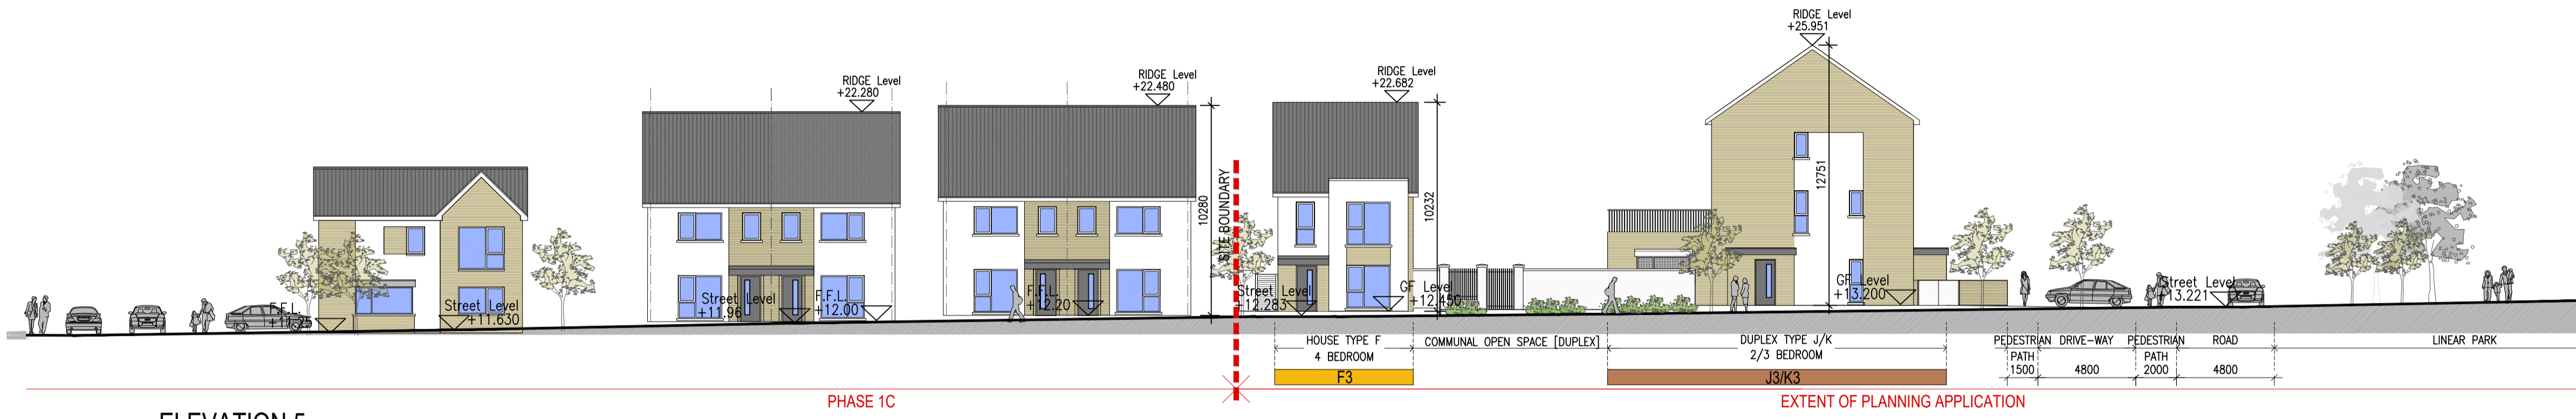 RIDGE Level
+22.280
RIDGE Level
+22.480
RIDGE Level
+22.682
RIDGE Level
+25.951
10280
SITE BOUNDARY
10232
12751
F.F.L.
Street Level
+11.630
Street Level
+11.96
F.F.L.
+12.00
F.F.L.
+12.20
Street Level
+12.283
GF Level
+12.450
GF Level
+13.200
Street Level
13.221
HOUSE TYPE F
4 BEDROOM
COMMUNAL OPEN SPACE [DUPLEX]
DUPLEX TYPE J/K
2/3 BEDROOM
PEDESTRIAN
PATH
1500
DRIVE-WAY
4800
PEDESTRIAN
PATH
2000
ROAD
4800
LINEAR PARK
F3
J3/K3
PHASE 1C
EXTENT OF PLANNING APPLICATION
ELEVATION 5